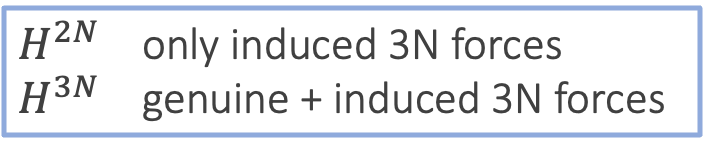 H^{2N} only induced 3N forces
H^{3N} genuine + induced 3N forces